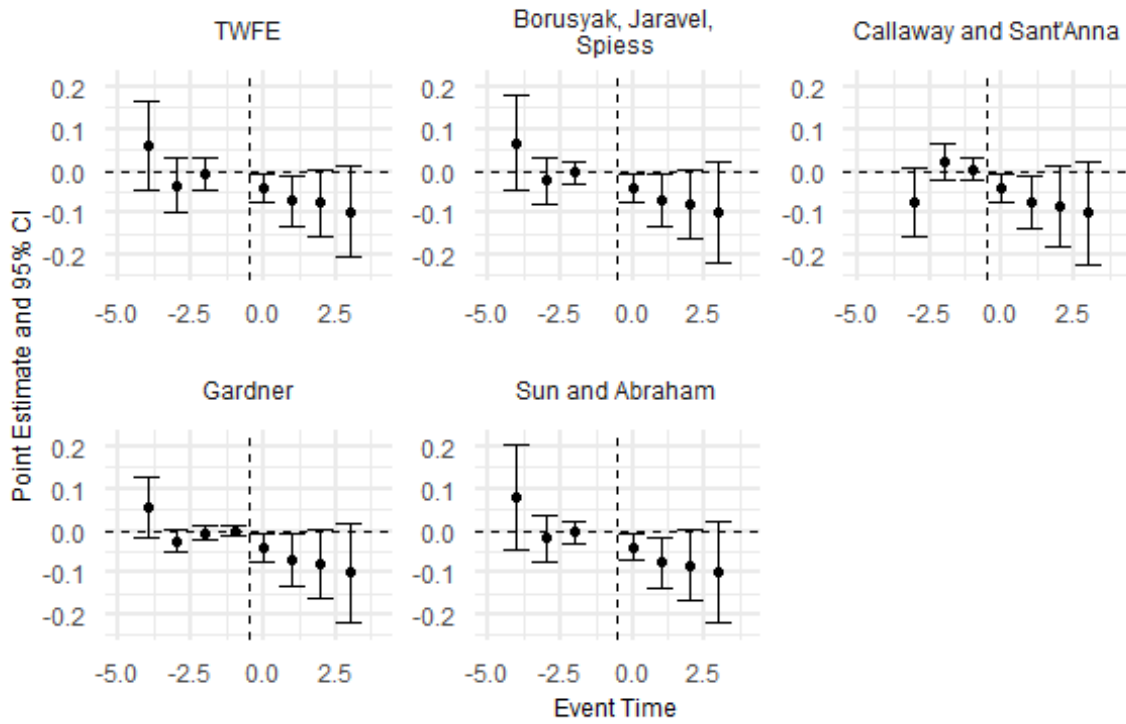 TWFE
Borusyak, Jaravel,
Spiess
Callaway and Sant'Anna
0.2
0.1
0.0
-0.1
-0.2
-5.0 -2.5 0.0 2.5
0.2
0.1
0.0
-0.1
-0.2
-5.0 -2.5 0.0 2.5
0.2
0.1
0.0
-0.1
-0.2
-5.0 -2.5 0.0 2.5
Point Estimate and 95% CI
Gardner
Sun and Abraham
0.2
0.1
0.0
-0.1
-0.2
-5.0 -2.5 0.0 2.5
0.2
0.1
0.0
-0.1
-0.2
-5.0 -2.5 0.0 2.5
Event Time